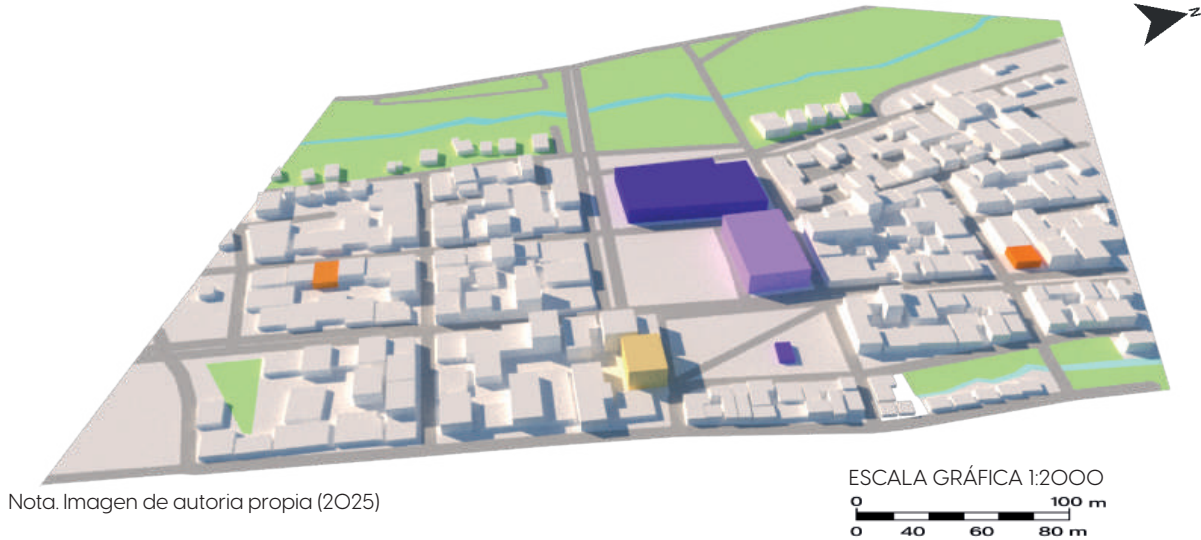 N
Nota. Imagen de autoria propia (2025)
ESCALA GRÁFICA 1:2000
0 100 m
0 40 60 80 m